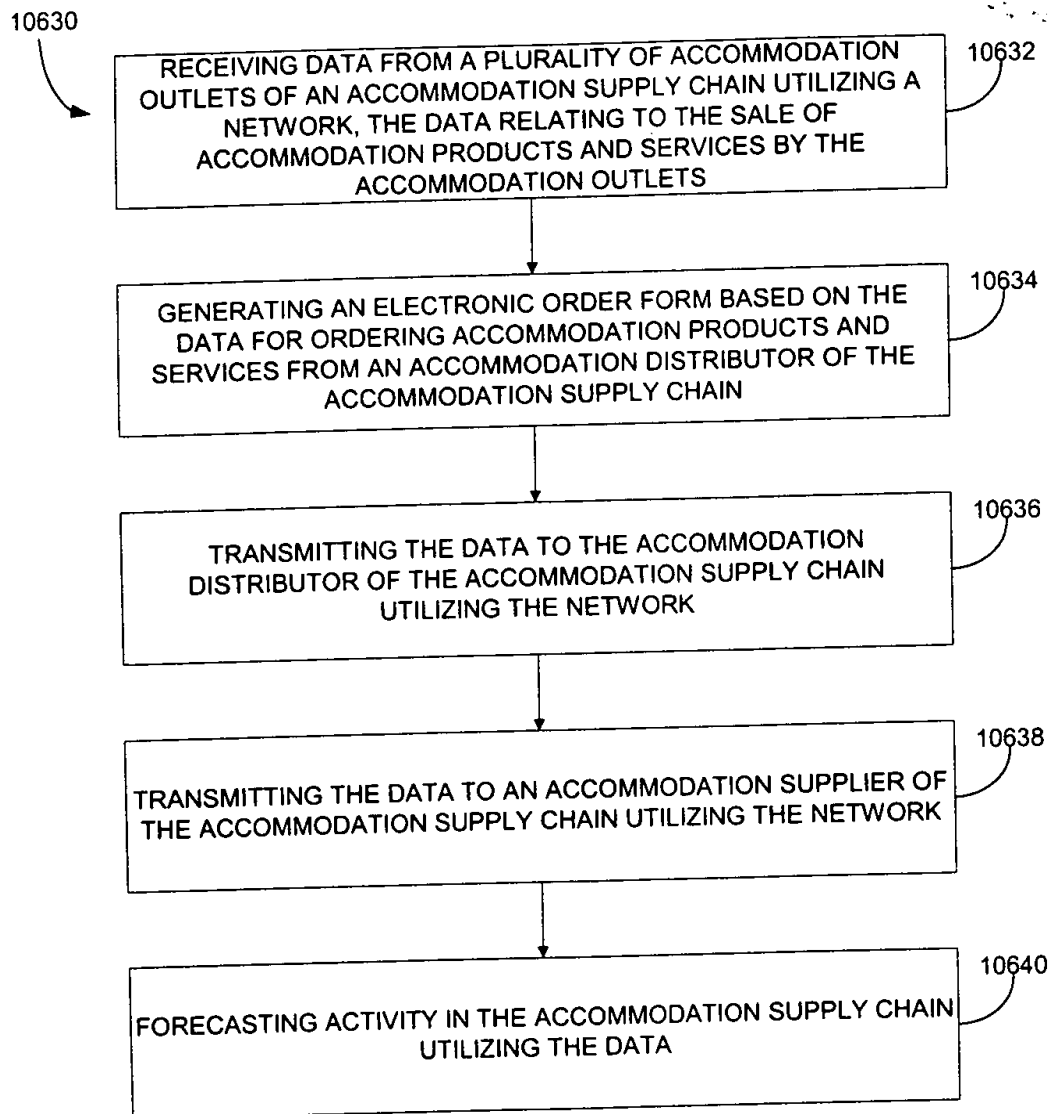 10630
RECEIVING DATA FROM A PLURALITY OF ACCOMMODATION
OUTLETS OF AN ACCOMMODATION SUPPLY CHAIN UTILIZING A
NETWORK, THE DATA RELATING TO THE SALE OF
ACCOMMODATION PRODUCTS AND SERVICES BY THE
ACCOMMODATION OUTLETS
10632
GENERATING AN ELECTRONIC ORDER FORM BASED ON THE
DATA FOR ORDERING ACCOMMODATION PRODUCTS AND
SERVICES FROM AN ACCOMMODATION DISTRIBUTOR OF THE
ACCOMMODATION SUPPLY CHAIN
10634
TRANSMITTING THE DATA TO THE ACCOMMODATION
DISTRIBUTOR OF THE ACCOMMODATION SUPPLY CHAIN
UTILIZING THE NETWORK
10636
TRANSMITTING THE DATA TO AN ACCOMMODATION SUPPLIER OF
THE ACCOMMODATION SUPPLY CHAIN UTILIZING THE NETWORK
10638
FORECASTING ACTIVITY IN THE ACCOMMODATION SUPPLY CHAIN
UTILIZING THE DATA
10640